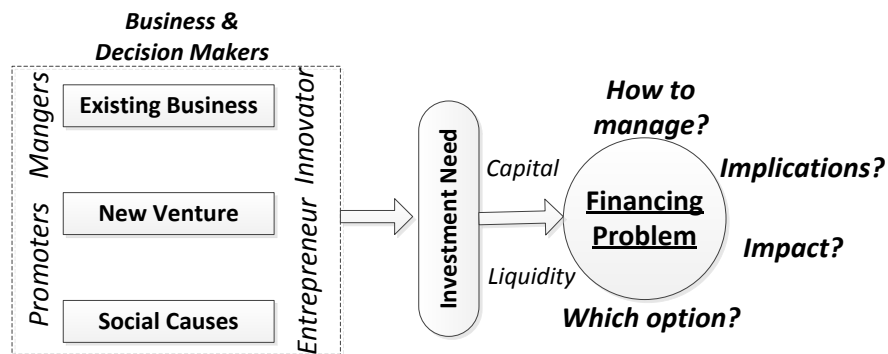 Business &
Decision Makers
Mangers
Promoters
Existing Business
New Venture
Social Causes
Innovator
Entrepreneur
Investment Need
Capital
Liquidity
How to
manage?
Implications?
Financing
Problem
Impact?
Which option?